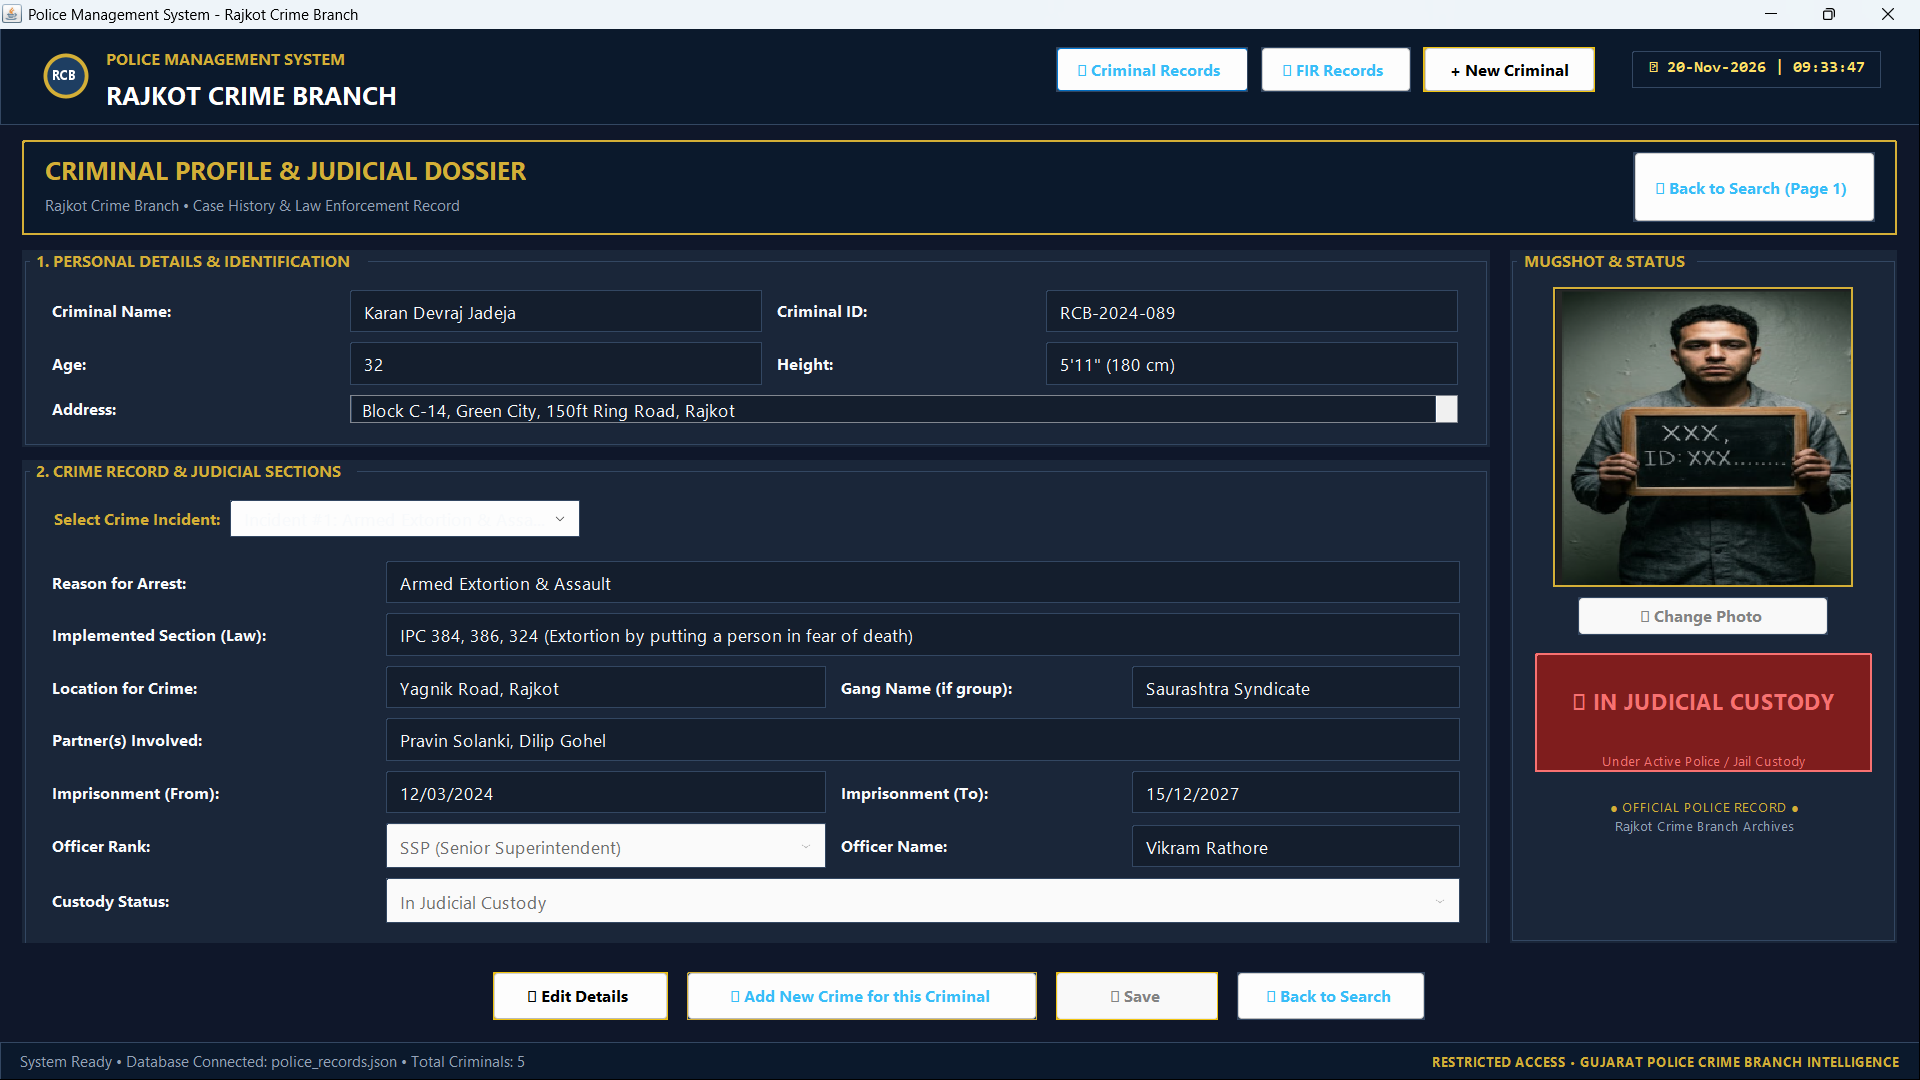 Police Management System - Rajkot Crime Branch
RCB
POLICE MANAGEMENT SYSTEM
RAJKOT CRIME BRANCH
Criminal Records
FIR Records
+ New Criminal
20-Nov-2026 | 09:33:47
CRIMINAL PROFILE & JUDICIAL DOSSIER
Rajkot Crime Branch • Case History & Law Enforcement Record
Back to Search (Page 1)
1. PERSONAL DETAILS & IDENTIFICATION
Criminal Name: Karan Devraj Jadeja Criminal ID: RCB-2024-089
Age: 32 Height: 5'11" (180 cm)
Address: Block C-14, Green City, 150ft Ring Road, Rajkot
2. CRIME RECORD & JUDICIAL SECTIONS
Select Crime Incident: Incident #1: Armed Extortion & Assa...
Reason for Arrest: Armed Extortion & Assault
Implemented Section (Law): IPC 384, 386, 324 (Extortion by putting a person in fear of death)
Location for Crime: Yagnik Road, Rajkot Gang Name (if group): Saurashtra Syndicate
Partner(s) Involved: Pravin Solanki, Dilip Gohel
Imprisonment (From): 12/03/2024 Imprisonment (To): 15/12/2027
Officer Rank: SSP (Senior Superintendent) Officer Name: Vikram Rathore
Custody Status: In Judicial Custody
MUGSHOT & STATUS
XXX,
ID:XXX........
Change Photo
IN JUDICIAL CUSTODY
Under Active Police / Jail Custody
● OFFICIAL POLICE RECORD ●
Rajkot Crime Branch Archives
Edit Details
Add New Crime for this Criminal
Save
Back to Search
System Ready • Database Connected: police_records.json • Total Criminals: 5
RESTRICTED ACCESS • GUJARAT POLICE CRIME BRANCH INTELLIGENCE